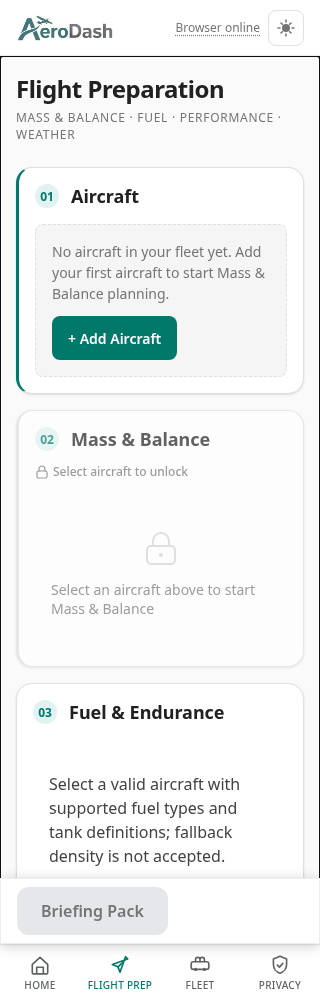 AeroDash
Browser online
Flight Preparation
MASS & BALANCE · FUEL · PERFORMANCE ·
WEATHER
01 Aircraft
No aircraft in your fleet yet. Add
your first aircraft to start Mass &
Balance planning.
+ Add Aircraft
02 Mass & Balance
Select aircraft to unlock
Select an aircraft above to start
Mass & Balance
03 Fuel & Endurance
Select a valid aircraft with
supported fuel types and
tank definitions; fallback
density is not accepted.
Briefing Pack
HOME FLIGHT PREP FLEET PRIVACY